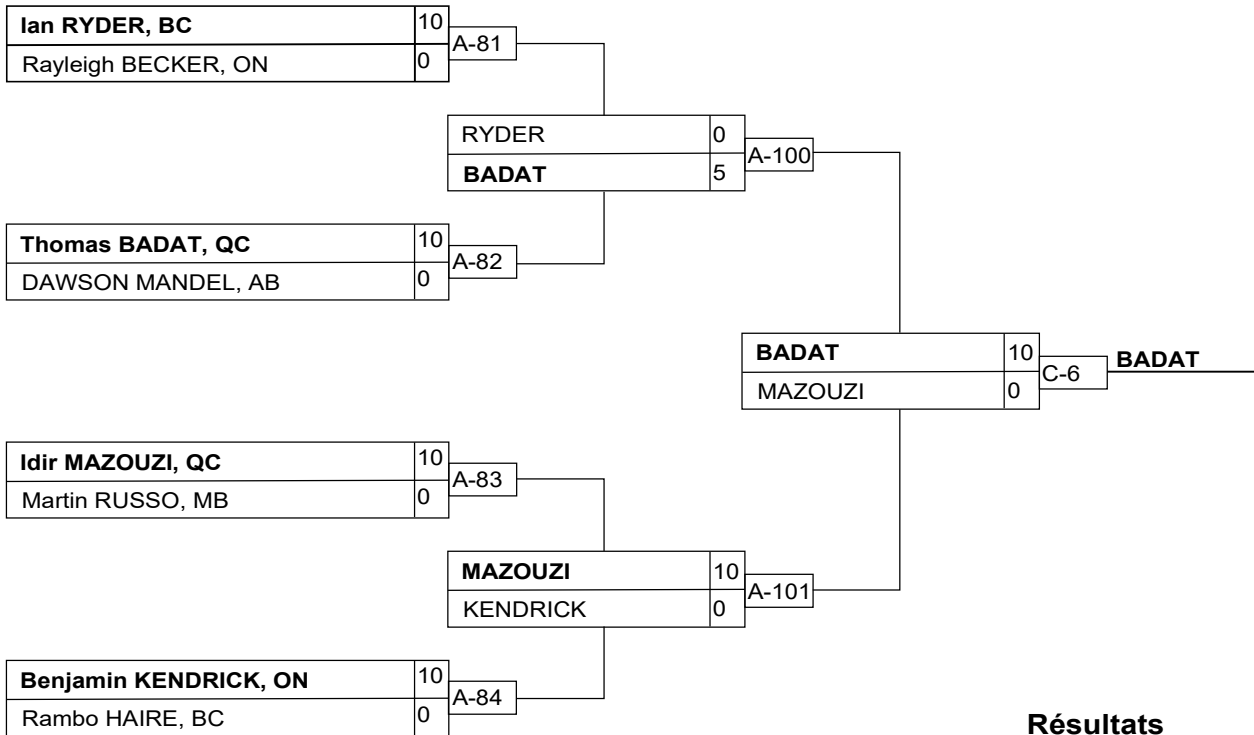 Ian RYDER, BC 10
A-81
Rayleigh BECKER, ON 0
RYDER 0
A-100
BADAT 5
Thomas BADAT, QC 10
A-82
DAWSON MANDEL, AB 0
BADAT 10
C-6 BADAT
MAZOUZI 0
Idir MAZOUZI, QC 10
A-83
Martin RUSSO, MB 0
MAZOUZI 10
A-101
KENDRICK 0
Benjamin KENDRICK, ON 10
A-84
Rambo HAIRE, BC 0
Résultats